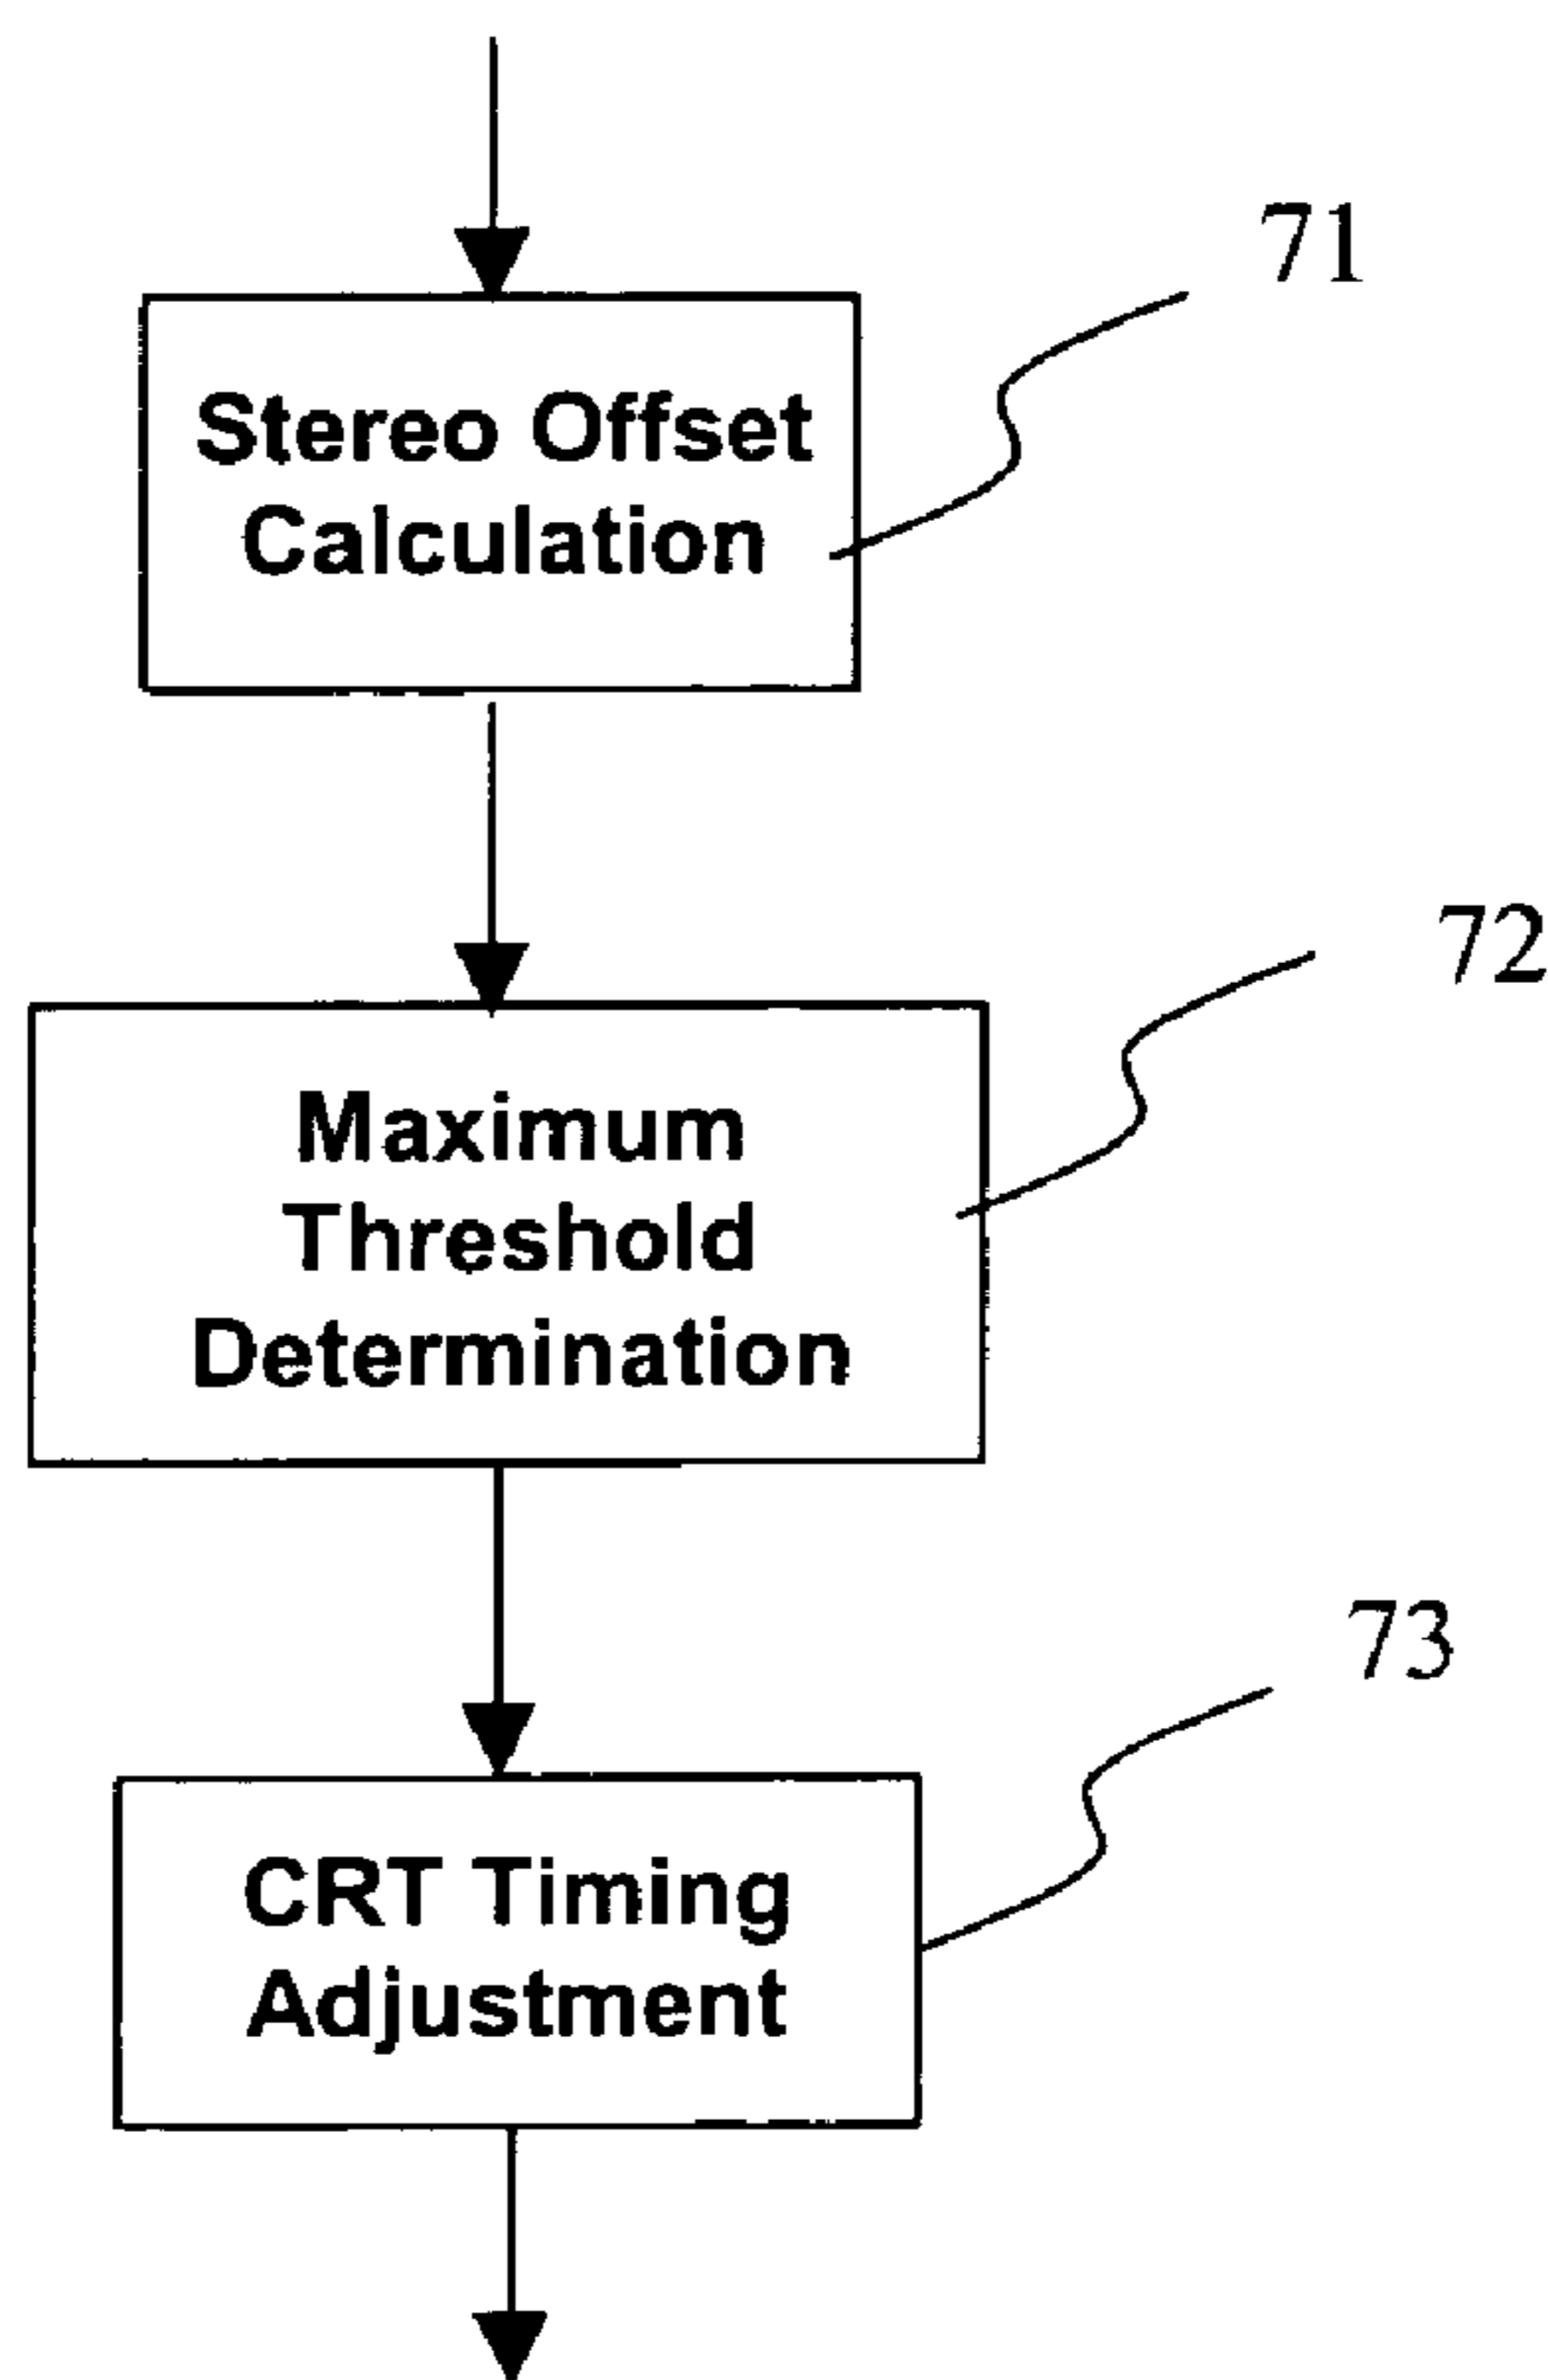 71
Stereo Offset
Calculation
72
Maximum
Threshold
Determination
73
CRT Timing
Adjustment